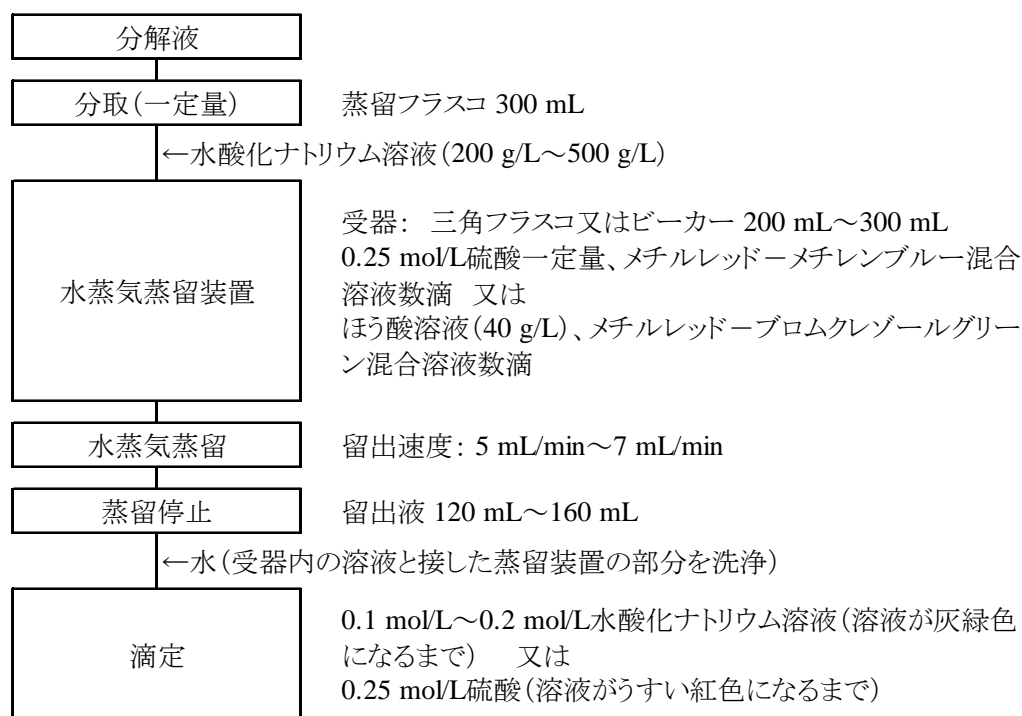 分解液
分取（一定量）　蒸留フラスコ 300 mL
←水酸化ナトリウム溶液（200 g/L～500 g/L）
水蒸気蒸留装置
受器：　三角フラスコ又はビーカー 200 mL～300 mL
0.25 mol/L硫酸一定量、メチルレッド－メチレンブルー混合
溶液数滴　又は
ほう酸溶液（40 g/L）、メチルレッド－ブロムクレゾールグリー
ン混合溶液数滴
水蒸気蒸留　留出速度： 5 mL/min～7 mL/min
蒸留停止　留出液 120 mL～160 mL
←水（受器内の溶液と接した蒸留装置の部分を洗浄）
滴定
0.1 mol/L～0.2 mol/L水酸化ナトリウム溶液（溶液が灰緑色
になるまで）　又は
0.25 mol/L硫酸（溶液がうすい紅色になるまで）